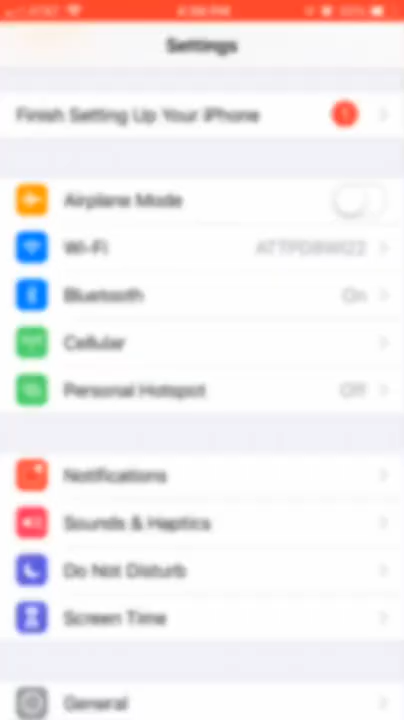 AT&T
Settings
Finish Setting Up Your iPhone
Airplane Mode
Wi-Fi
Bluetooth On
Cellular
Personal Hotspot Off
Notifications
Sounds & Haptics
Do Not Disturb
Screen Time
General